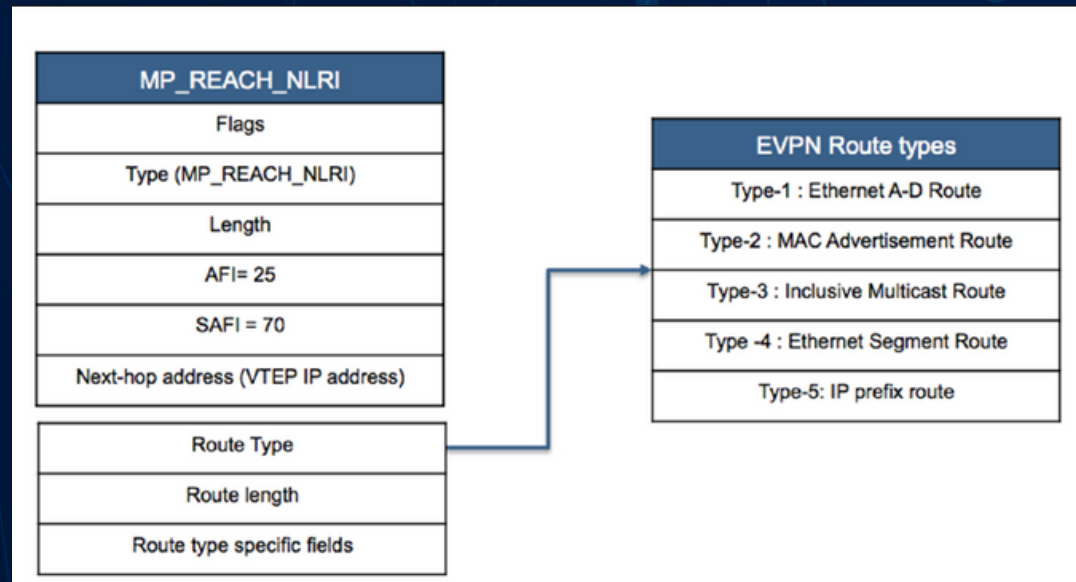 MP_REACH_NLRI
Flags
Type (MP_REACH_NLRI)
Length
AFI= 25
SAFI = 70
Next-hop address (VTEP IP address)
Route Type
Route length
Route type specific fields
EVPN Route types
Type-1 : Ethernet A-D Route
Type-2 : MAC Advertisement Route
Type-3 : Inclusive Multicast Route
Type -4 : Ethernet Segment Route
Type-5: IP prefix route